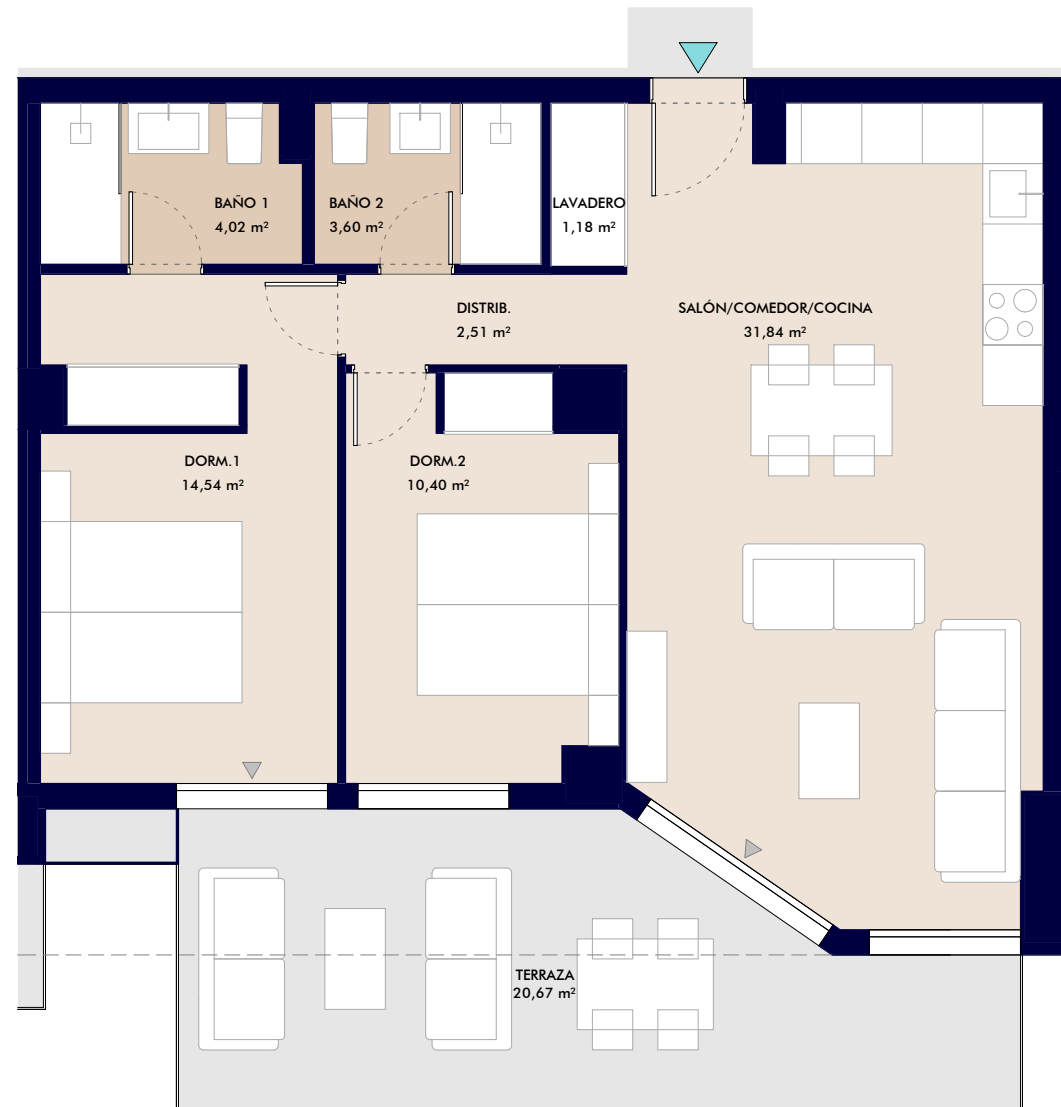 BAÑO 1
4,02 m²
BAÑO 2
3,60 m²
LAVADERO
1,18 m²
DISTRIB.
2,51 m²
SALÓN/COMEDOR/COCINA
31,84 m²
DORM.1
14,54 m²
DORM.2
10,40 m²
TERRAZA
20,67 m²